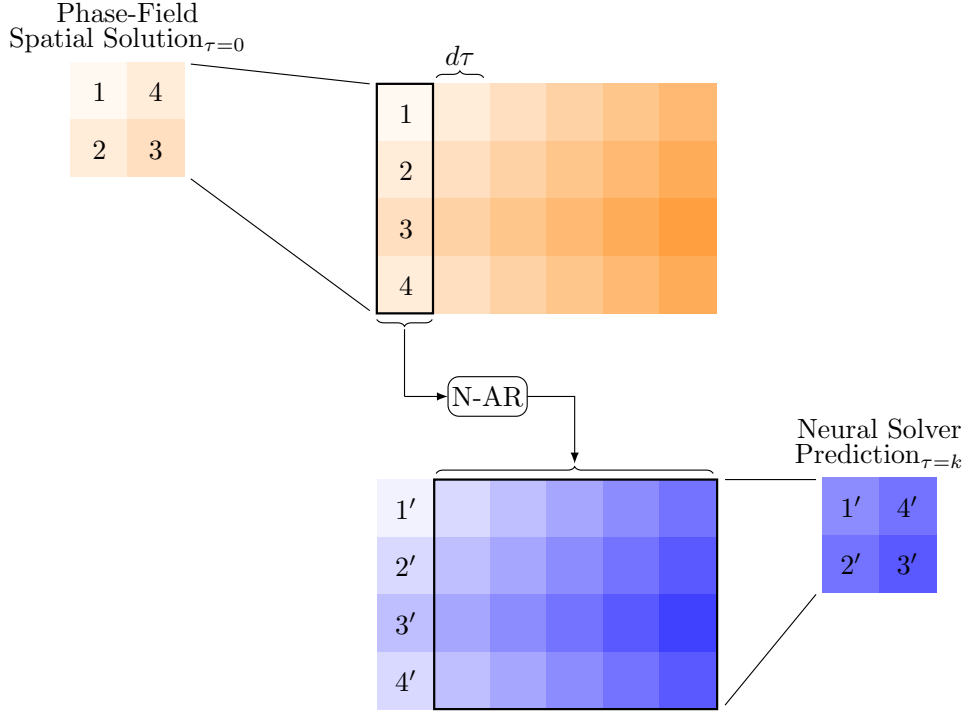 Phase-Field
Spatial Solution_{τ=0}
1 4
2 3
dτ
1
2
3
4
N-AR
1′
2′
3′
4′
Neural Solver
Prediction_{τ=k}
1′ 4′
2′ 3′